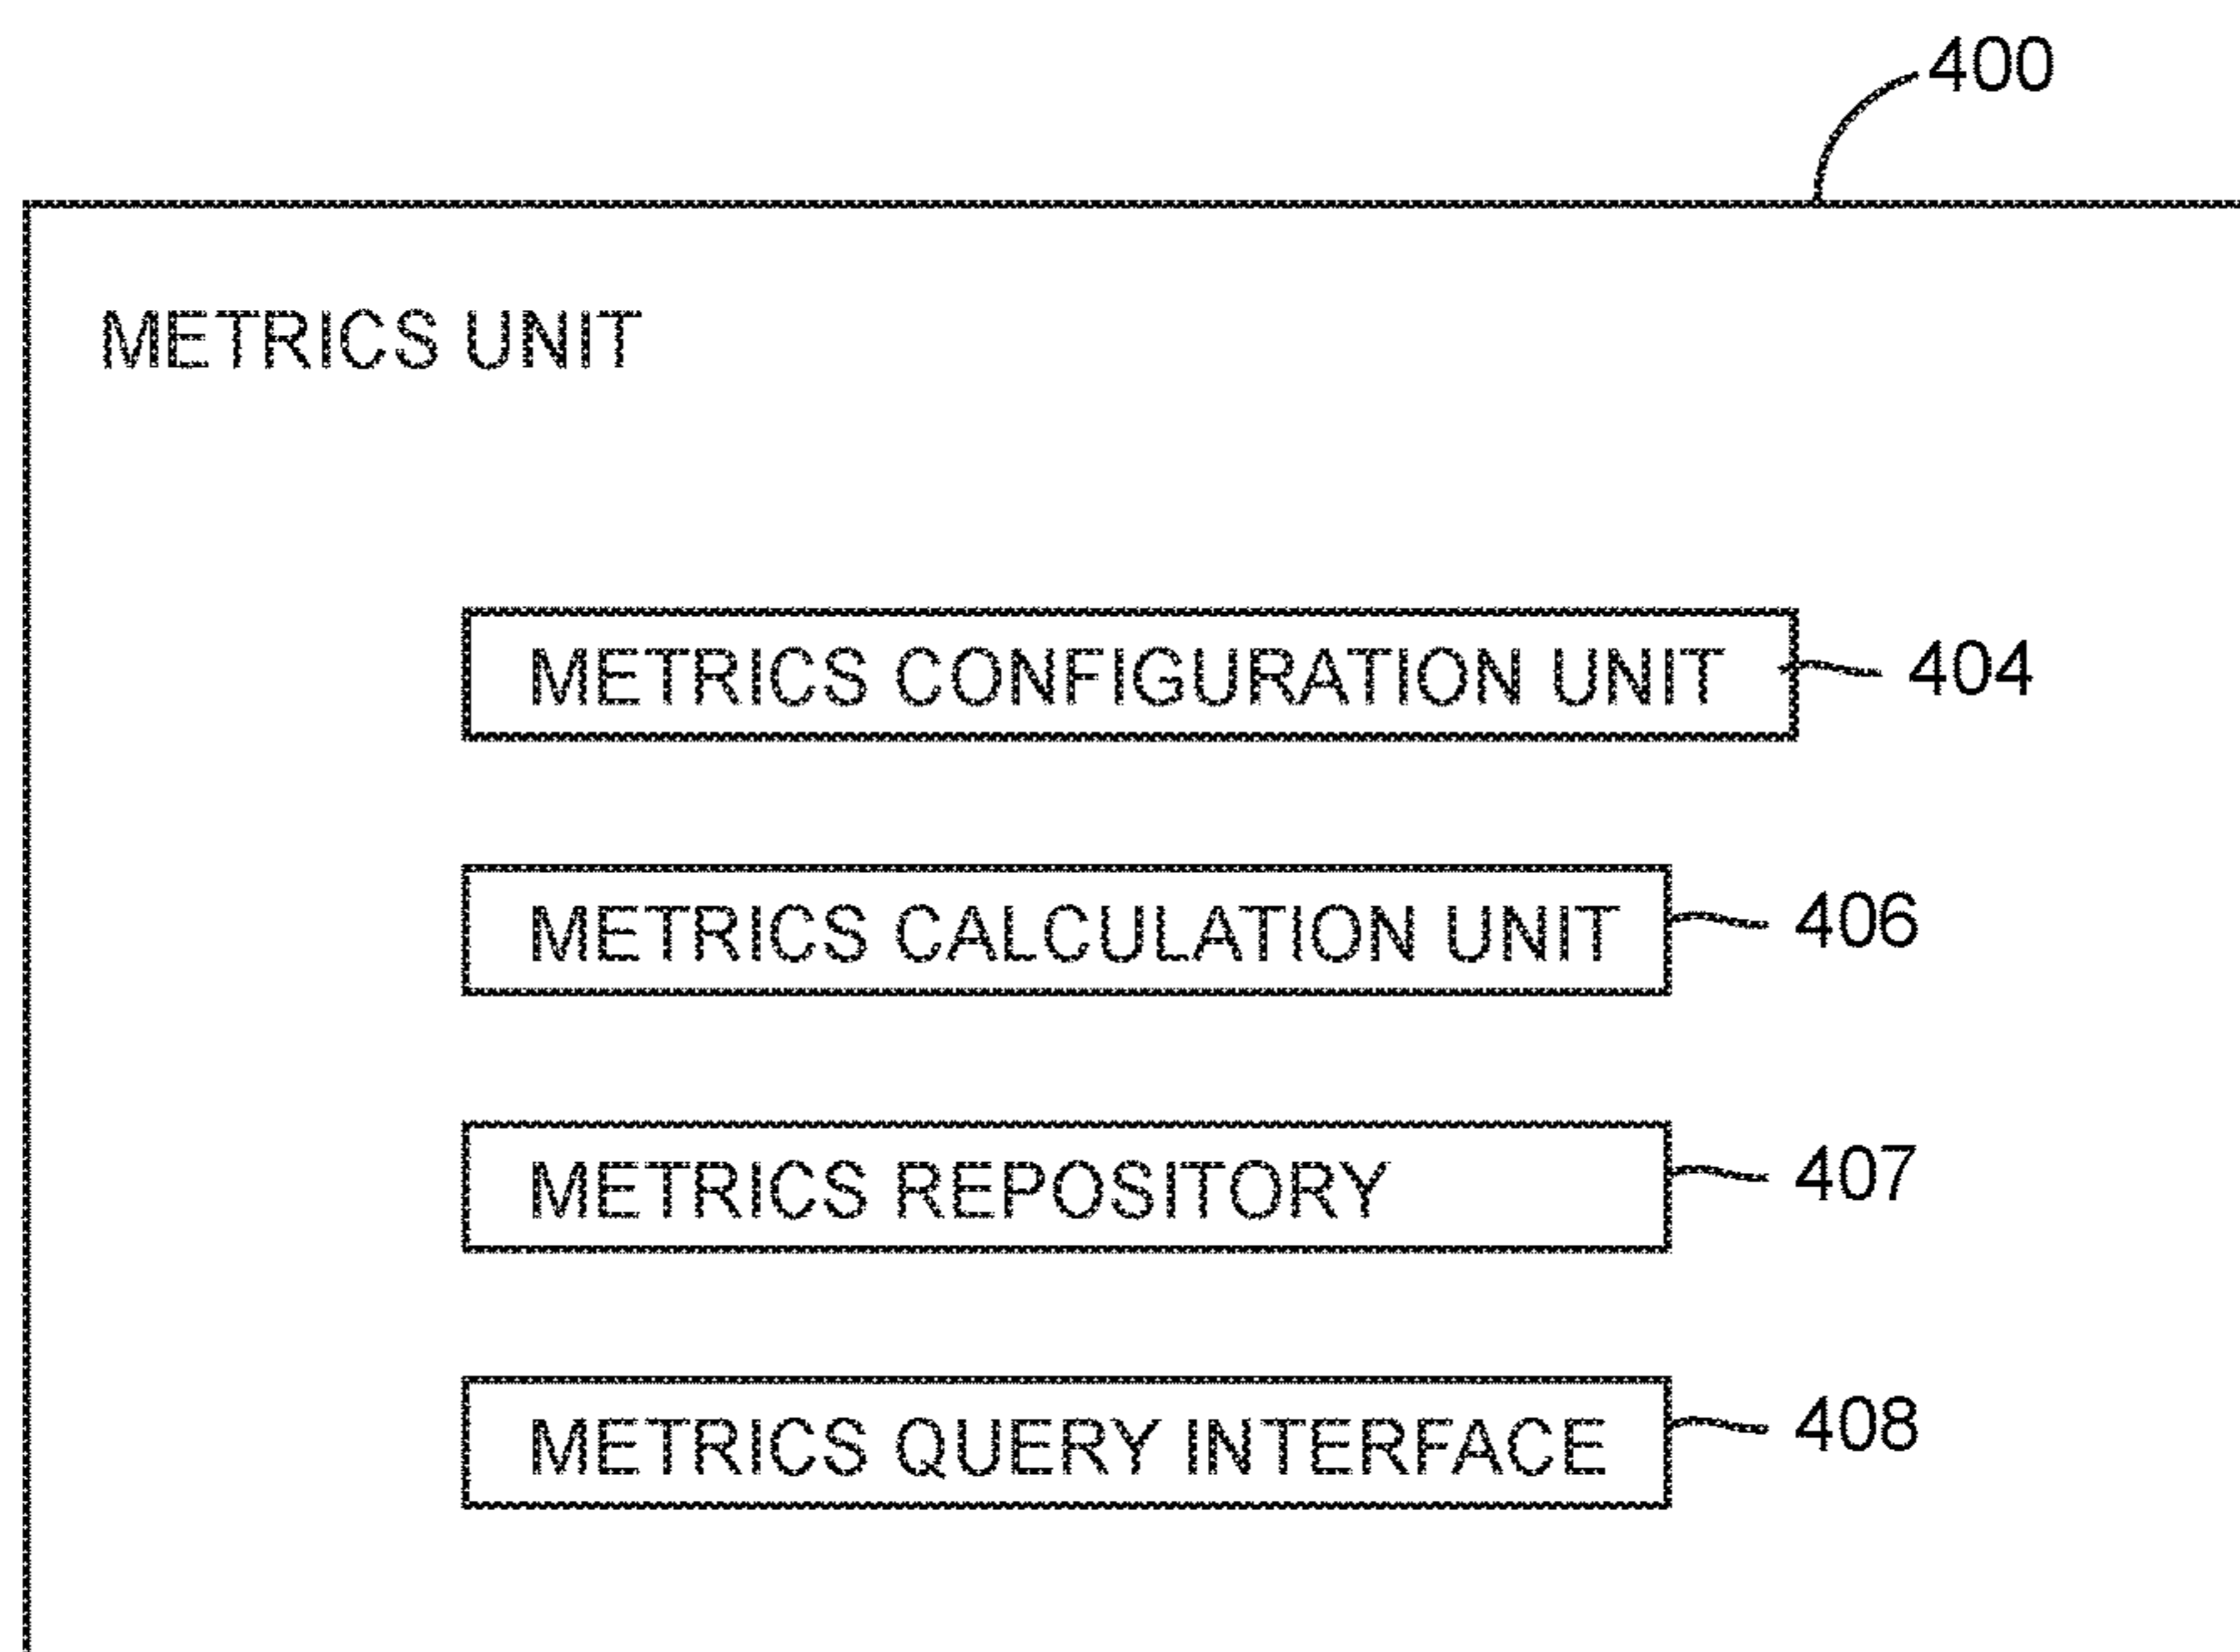 400
METRICS UNIT
METRICS CONFIGURATION UNIT 404
METRICS CALCULATION UNIT 406
METRICS REPOSITORY 407
METRICS QUERY INTERFACE 408